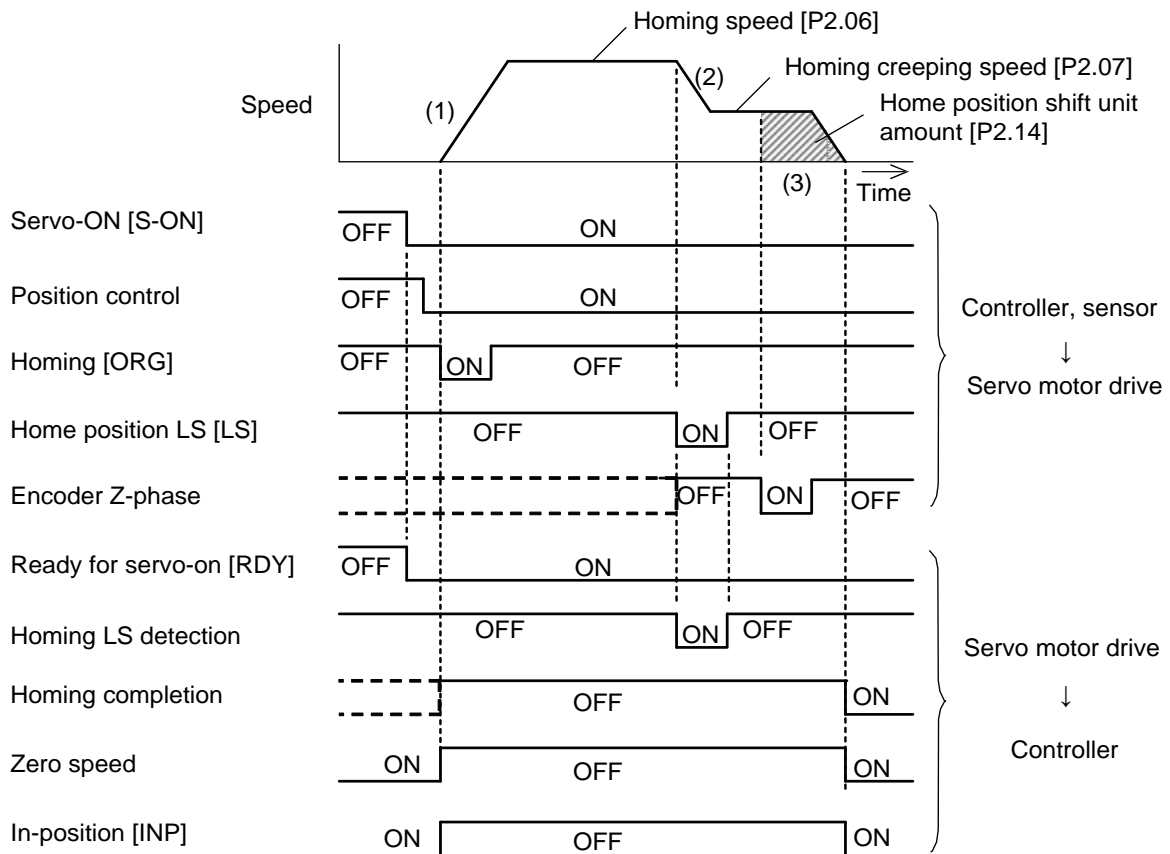 Homing speed [P2.06]
(2)
Homing creeping speed [P2.07]
Speed
(1)
Home position shift unit
amount [P2.14]
(3)
Time
Servo-ON [S-ON]
OFF
ON
Position control
OFF
ON
Controller, sensor
↓
Servo motor drive
Homing [ORG]
OFF
ON
OFF
Home position LS [LS]
OFF
ON
OFF
Encoder Z-phase
OFF
ON
OFF
Ready for servo-on [RDY]
OFF
ON
Homing LS detection
OFF
ON
OFF
Servo motor drive
↓
Controller
Homing completion
OFF
ON
Zero speed
ON
OFF
ON
In-position [INP]
ON
OFF
ON